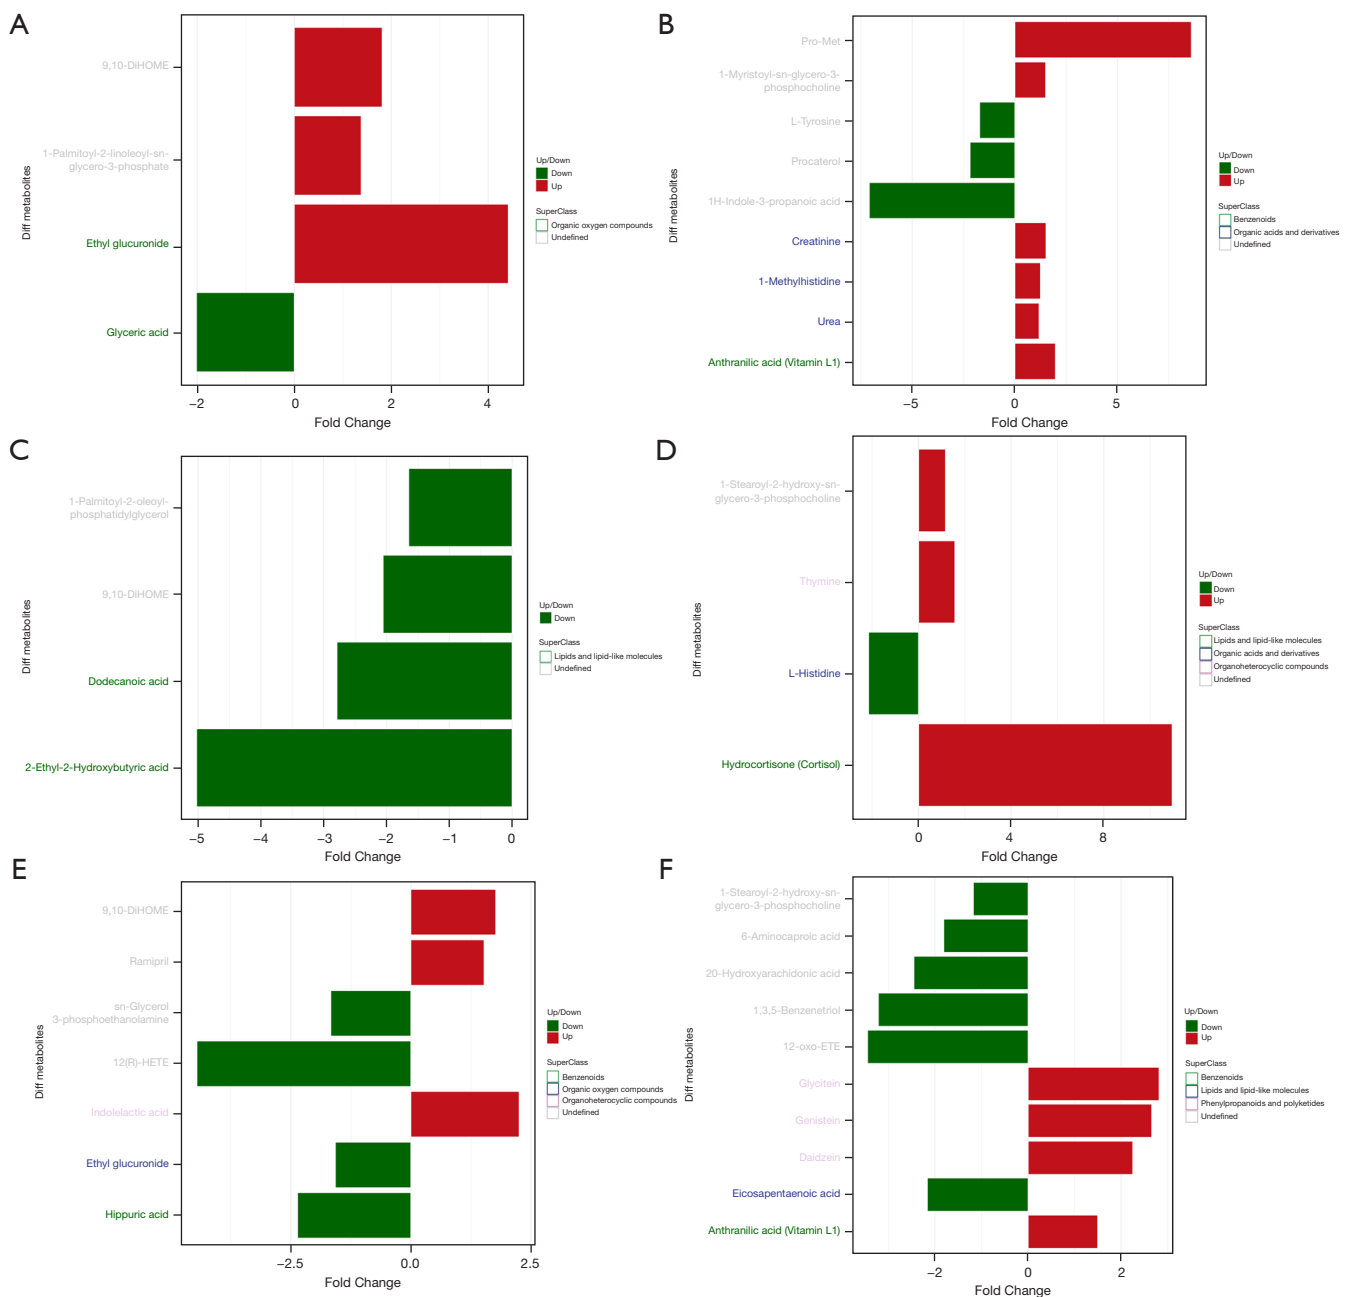 A
9,10-DiHOME
1-Palmitoyl-2-linoleoyl-sn-
glycero-3-phosphate
Ethyl glucuronide
Glyceric acid
Diff metabolites
−2
0
2
4
Fold Change
Up/Down
Down
Up
SuperClass
Organic oxygen compounds
Undefined
B
Pro-Met
1-Myristoyl-sn-glycero-3-
phosphocholine
L-Tyrosine
Procaterol
1H-Indole-3-propanoic acid
Creatinine
1-Methylhistidine
Urea
Anthranilic acid (Vitamin L1)
Diff metabolites
−5
0
5
Fold Change
Up/Down
Down
Up
SuperClass
Benzenoids
Organic acids and derivatives
Undefined
C
1-Palmitoyl-2-oleoyl-
phosphatidylglycerol
9,10-DiHOME
Dodecanoic acid
2-Ethyl-2-Hydroxybutyric acid
Diff metabolites
−5
−4
−3
−2
−1
0
Fold Change
Up/Down
Down
SuperClass
Lipids and lipid-like molecules
Undefined
D
1-Stearoyl-2-hydroxy-sn-
glycero-3-phosphocholine
Thymine
L-Histidine
Hydrocortisone (Cortisol)
Diff metabolites
0
4
8
Fold Change
Up/Down
Down
Up
SuperClass
Lipids and lipid-like molecules
Organic acids and derivatives
Organoheterocyclic compounds
Undefined
E
9,10-DiHOME
Ramipril
sn-Glycerol
3-phosphoethanolamine
12(R)-HETE
Indolelactic acid
Ethyl glucuronide
Hippuric acid
Diff metabolites
−2.5
0.0
2.5
Fold Change
Up/Down
Down
Up
SuperClass
Benzenoids
Organic oxygen compounds
Organoheterocyclic compounds
Undefined
F
1-Stearoyl-2-hydroxy-sn-
glycero-3-phosphocholine
6-Aminocaproic acid
20-Hydroxyarachidonic acid
1,3,5-Benzenetriol
12-oxo-ETE
Glycitein
Genistein
Daidzein
Eicosapentaenoic acid
Anthranilic acid (Vitamin L1)
Diff metabolites
−2
0
2
Fold Change
Up/Down
Down
Up
SuperClass
Benzenoids
Lipids and lipid-like molecules
Phenylpropanoids and polyketides
Undefined